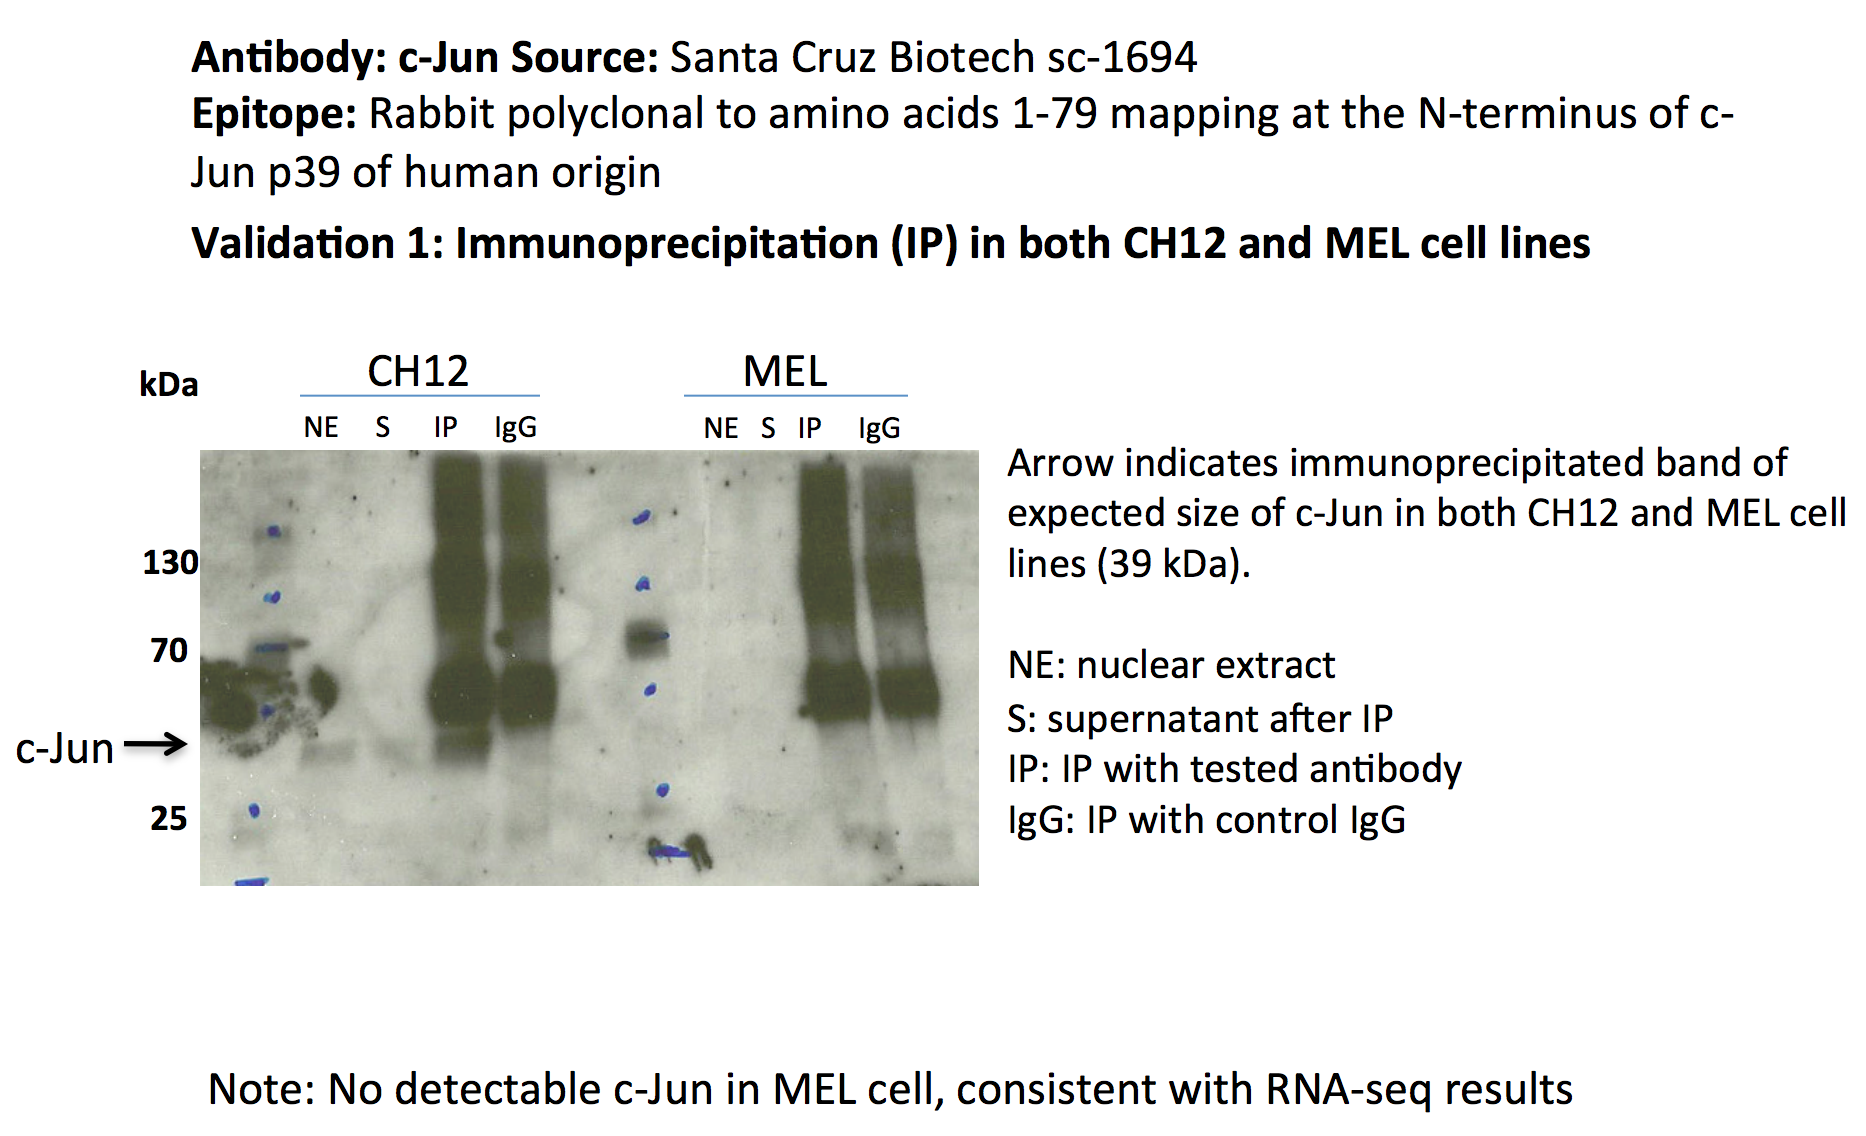 Antibody: c-Jun Source: Santa Cruz Biotech sc-1694
Epitope: Rabbit polyclonal to amino acids 1-79 mapping at the N-terminus of c-
Jun p39 of human origin
Validation 1: Immunoprecipitation (IP) in both CH12 and MEL cell lines
kDa
CH12
MEL
NE S IP IgG
NE S IP IgG
130
70
c-Jun
25
Arrow indicates immunoprecipitated band of
expected size of c-Jun in both CH12 and MEL cell
lines (39 kDa).
NE: nuclear extract
S: supernatant after IP
IP: IP with tested antibody
IgG: IP with control IgG
Note: No detectable c-Jun in MEL cell, consistent with RNA-seq results